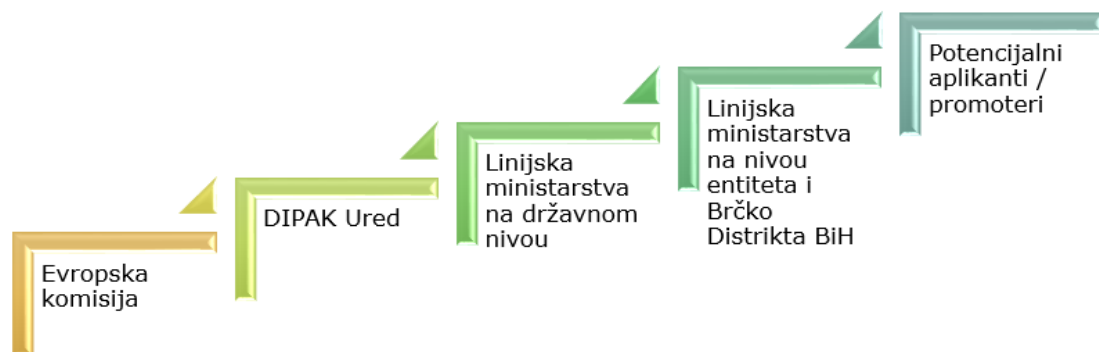 Evropska
komisija
DIPAK Ured
Linijska
ministarstva
na državnom
nivou
Linijska
ministarstva
na nivou
entiteta i
Brčko
Distrikta BiH
Potencijalni
aplikanti /
promoteri